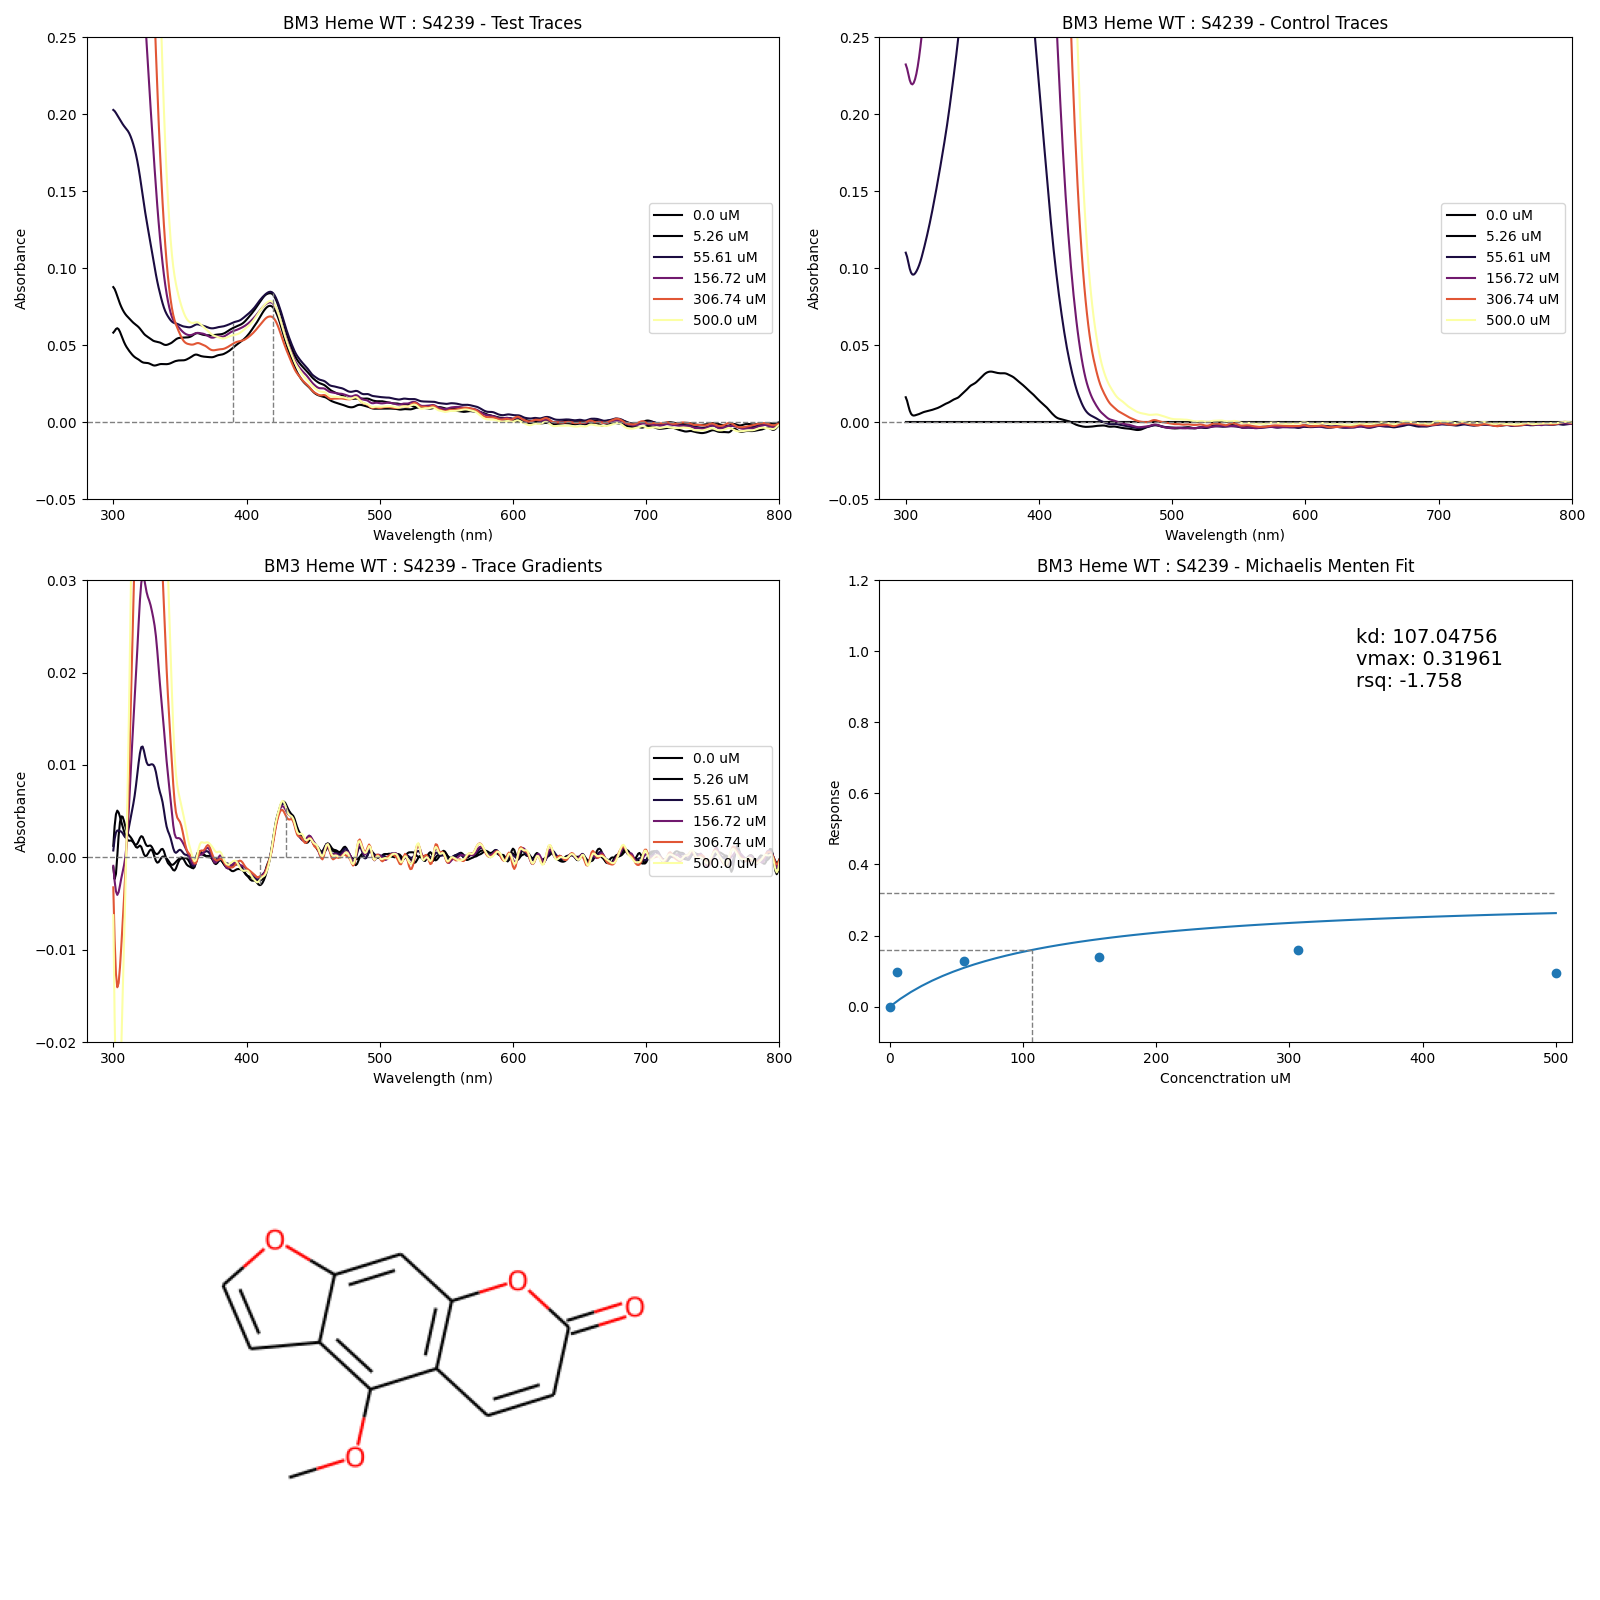 BM3 Heme WT : S4239 - Test Traces
0.25
0.20
0.15
0.10
0.05
0.00
−0.05
Absorbance
300 400 500 600 700 800
Wavelength (nm)
0.0 uM
5.26 uM
55.61 uM
156.72 uM
306.74 uM
500.0 uM
BM3 Heme WT : S4239 - Control Traces
0.25
0.20
0.15
0.10
0.05
0.00
−0.05
Absorbance
300 400 500 600 700 800
Wavelength (nm)
0.0 uM
5.26 uM
55.61 uM
156.72 uM
306.74 uM
500.0 uM
BM3 Heme WT : S4239 - Trace Gradients
0.03
0.02
0.01
0.00
−0.01
−0.02
Absorbance
300 400 500 600 700 800
Wavelength (nm)
0.0 uM
5.26 uM
55.61 uM
156.72 uM
306.74 uM
500.0 uM
BM3 Heme WT : S4239 - Michaelis Menten Fit
1.2
1.0
0.8
0.6
0.4
0.2
0.0
Response
kd: 107.04756
vmax: 0.31961
rsq: -1.758
0 100 200 300 400 500
Concenctration uM
O
O
O
O